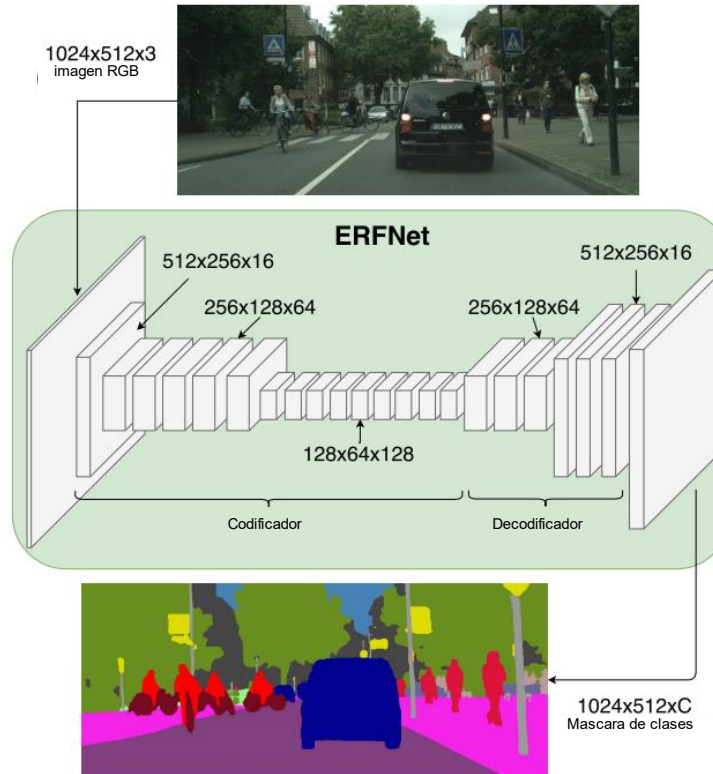 1024x512x3
imagen RGB
ERFNet
512x256x16
512x256x16
256x128x64
256x128x64
128x64x128
Codificador
Decodificador
1024x512xC
Mascara de clases